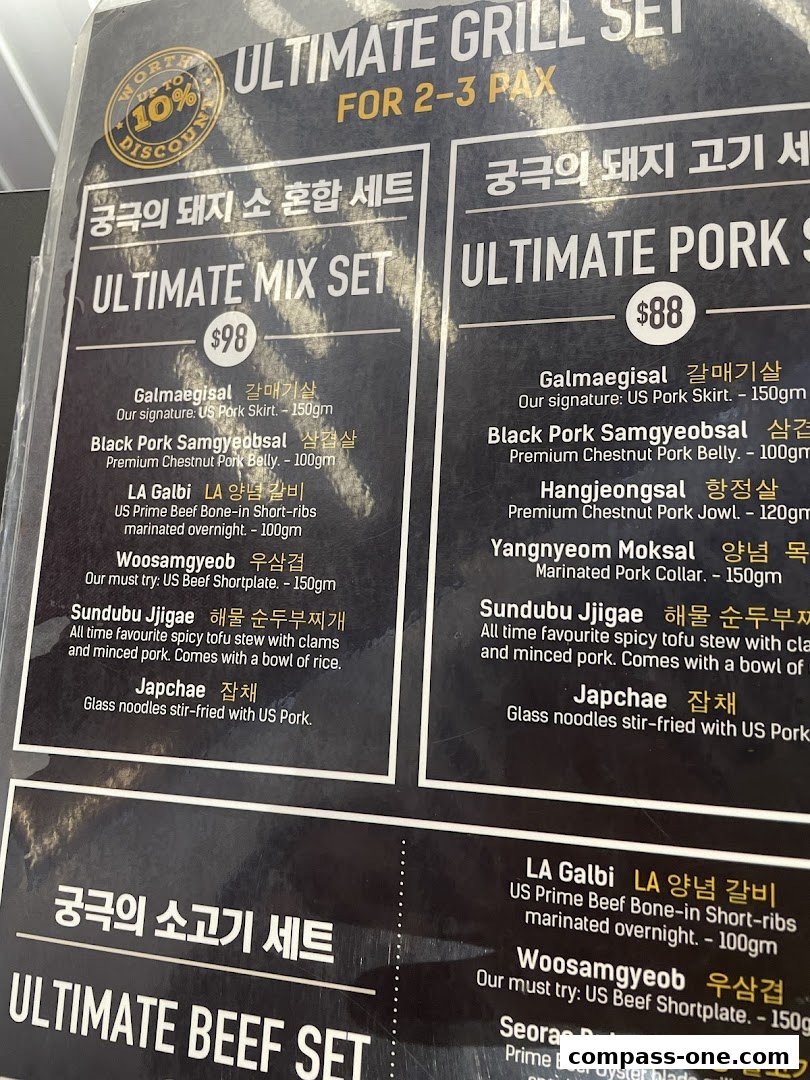 WORTH
UP TO
10%
DISCOUNT
ULTIMATE GRILL SET
FOR 2-3 PAX
궁극의 돼지 소 혼합 세트
ULTIMATE MIX SET
$98
Galmaegisal 갈매기살
Our signature: US Pork Skirt. - 150gm
Black Pork Samgyeobsal 삼겹살
Premium Chestnut Pork Belly. - 100gm
LA Galbi LA 양념 갈비
US Prime Beef Bone-in Short-ribs
marinated overnight. - 100gm
Woosamgyeob 우삼겹
Our must try: US Beef Shortplate. - 150gm
Sundubu Jjigae 해물 순두부찌개
All time favourite spicy tofu stew with clams
and minced pork. Comes with a bowl of rice.
Japchae 잡채
Glass noodles stir-fried with US Pork.
궁극의 돼지 고기
ULTIMATE PORK
$88
Galmaegisal 갈매기살
Our signature: US Pork Skirt. - 150gm
Black Pork Samgyeobsal 삼겹
Premium Chestnut Pork Belly. - 100gm
Hangjeongsal 항정살
Premium Chestnut Pork Jowl. - 120gm
Yangnyeom Moksal 양념 목
Marinated Pork Collar. - 150gm
Sundubu Jjigae 해물 순두부찌
All time favourite spicy tofu stew with cla
and minced pork. Comes with a bowl of
Japchae 잡채
Glass noodles stir-fried with US Pork
궁극의 소고기 세트
ULTIMATE BEEF SET
LA Galbi LA 양념 갈비
US Prime Beef Bone-in Short-ribs
marinated overnight. - 100gm
Woosamgyeob 우삼겹
Our must try: US Beef Shortplate. - 150g
Seorae
Prime Beef Oyster blade
compass-one.com